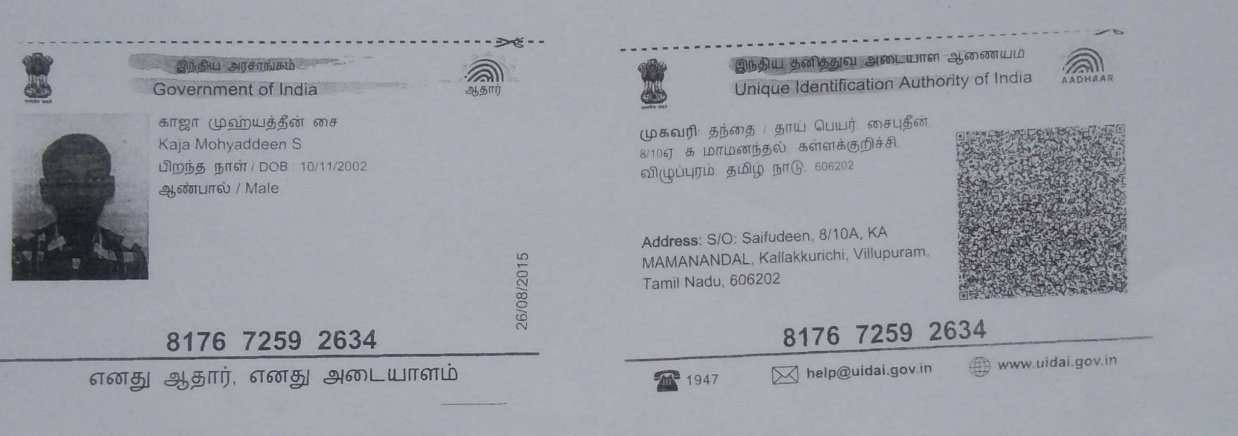 இந்திய அரசாங்கம்
Government of India
ஆதார்
காஜா முஹ்யத்தீன் சை
Kaja Mohyaddeen S
பிறந்த நாள் / DOB : 10/11/2002
ஆண்பால் / Male
26/08/2015
8176 7259 2634
எனது ஆதார், எனது அடையாளம்
இந்திய தனித்துவ அடையாள ஆணையம்
Unique Identification Authority of India
AADHAAR
முகவரி: தந்தை / தாய் பெயர்: சைபுதீன்,
8/10ஏ, க மாமனந்தல், கள்ளக்குறிச்சி,
விழுப்புரம், தமிழ் நாடு, 606202
Address: S/O: Saifudeen, 8/10A, KA
MAMANANDAL, Kallakkurichi, Villupuram,
Tamil Nadu, 606202
8176 7259 2634
1947
help@uidai.gov.in
www.uidai.gov.in